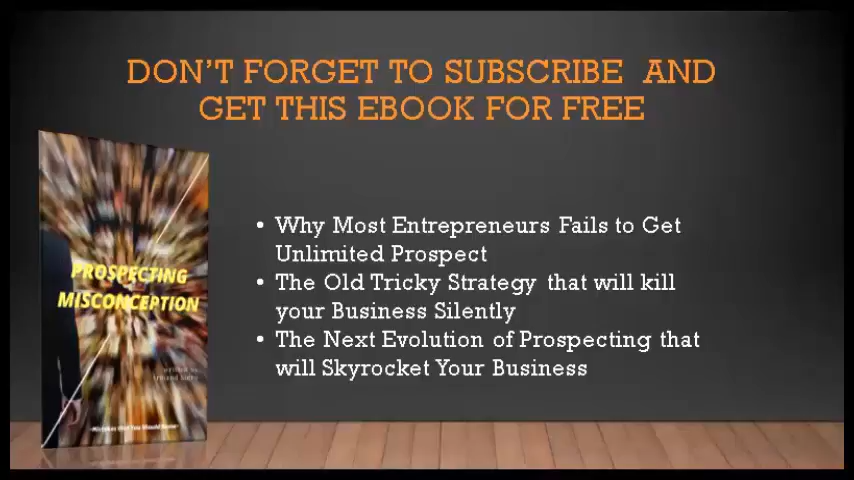 DON'T FORGET TO SUBSCRIBE AND
GET THIS EBOOK FOR FREE
PROSPECTING
MISCONCEPTION
• Why Most Entrepreneurs Fails to Get
Unlimited Prospect
• The Old Tricky Strategy that will kill
your Business Silently
• The Next Evolution of Prospecting that
will Skyrocket Your Business